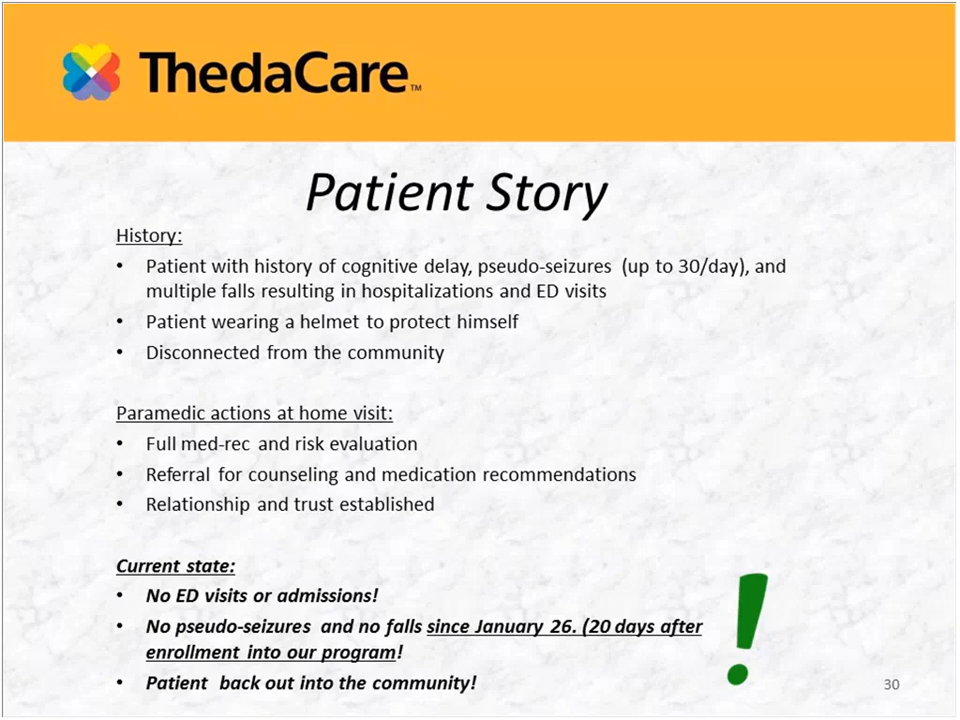 ThedaCare™
Patient Story
History:
• Patient with history of cognitive delay, pseudo-seizures (up to 30/day), and
multiple falls resulting in hospitalizations and ED visits
• Patient wearing a helmet to protect himself
• Disconnected from the community
Paramedic actions at home visit:
• Full med-rec and risk evaluation
• Referral for counseling and medication recommendations
• Relationship and trust established
Current state:
• No ED visits or admissions!
• No pseudo-seizures and no falls since January 26. (20 days after
enrollment into our program!
• Patient back out into the community!
!
30